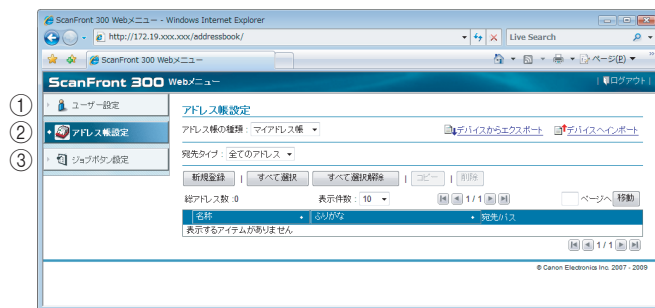 ScanFront 300 Webメニュー - Windows Internet Explorer
http://172.19.xxx.xxx/addressbook/
Live Search
ScanFront 300 Webメニュー
ページ(P)
ScanFront 300 Webメニュー
ログアウト
① ユーザー設定
② アドレス帳設定
③ ジョブボタン設定
アドレス帳設定
アドレス帳の種類 : マイアドレス帳
デバイスからエクスポート
デバイスへインポート
宛先タイプ : 全てのアドレス
新規登録 | すべて選択 すべて選択解除 | コピー | 削除
総アドレス数 :0 表示件数 : 10 1 / 1 ページへ 移動
名称 ふりがな 宛先/パス
表示するアイテムがありません
1 / 1
© Canon Electronics Inc. 2007 - 2009